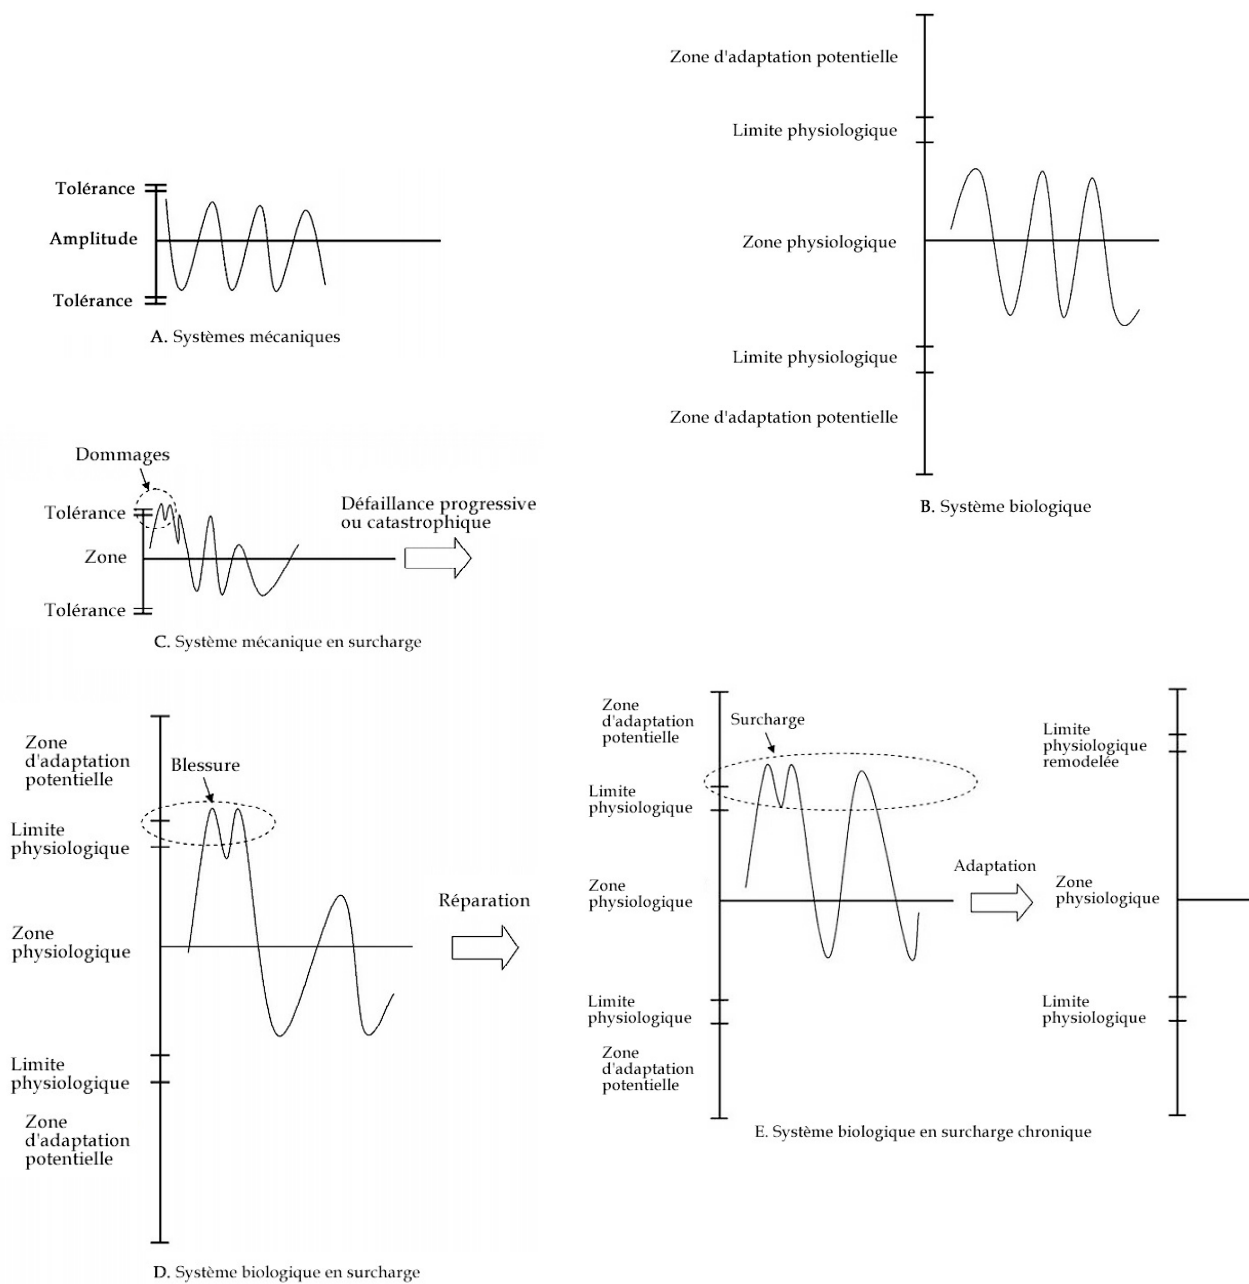 Tolérance
Amplitude
Tolérance
A. Systèmes mécaniques
Zone d'adaptation potentielle
Limite physiologique
Zone physiologique
Limite physiologique
Zone d'adaptation potentielle
B. Système biologique
Dommages
Tolérance
Zone
Tolérance
Défaillance progressive
ou catastrophique
C. Système mécanique en surcharge
Zone
d'adaptation
potentielle
Blessure
Limite
physiologique
Zone
physiologique
Réparation
Limite
physiologique
Zone
d'adaptation
potentielle
D. Système biologique en surcharge
Zone
d'adaptation
potentielle
Surcharge
Limite
physiologique
Zone
physiologique
Adaptation
Limite
physiologique
Zone
d'adaptation
potentielle
Limite
physiologique
remodelée
Zone
physiologique
Limite
physiologique
E. Système biologique en surcharge chronique